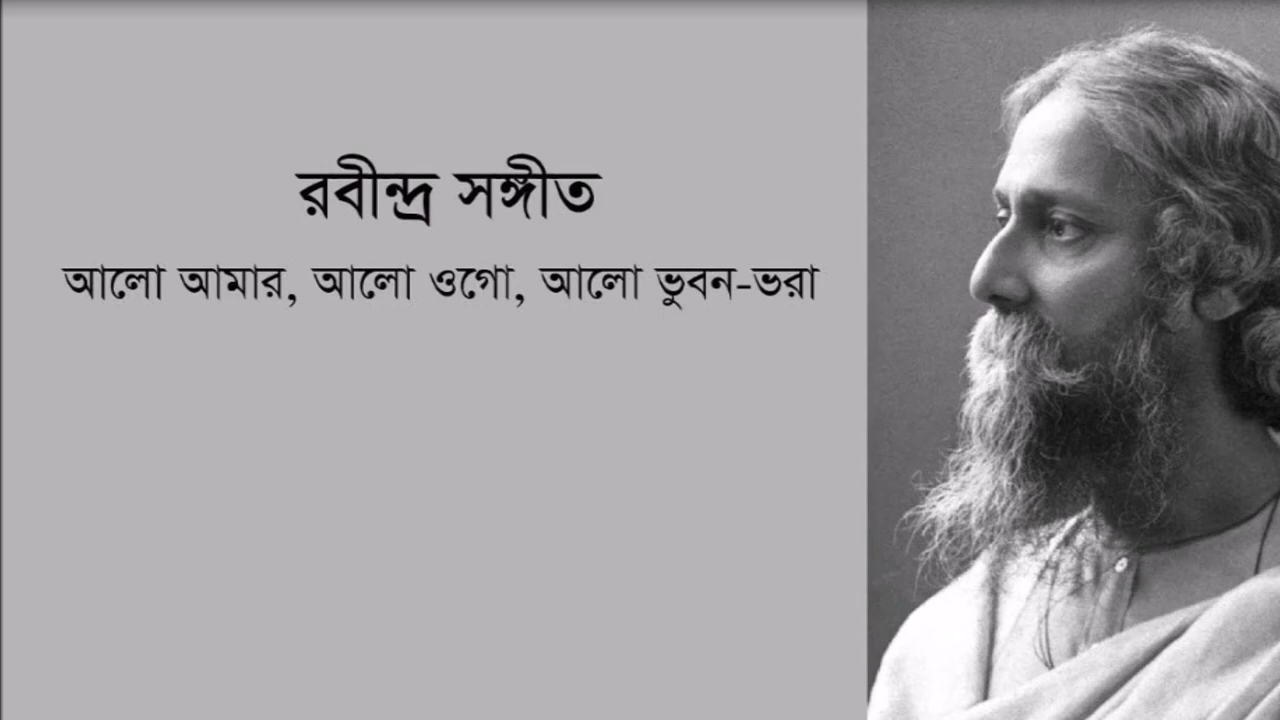 রবীন্দ্র সঙ্গীত
আলো আমার, আলো ওগো, আলো ভুবন-ভরা